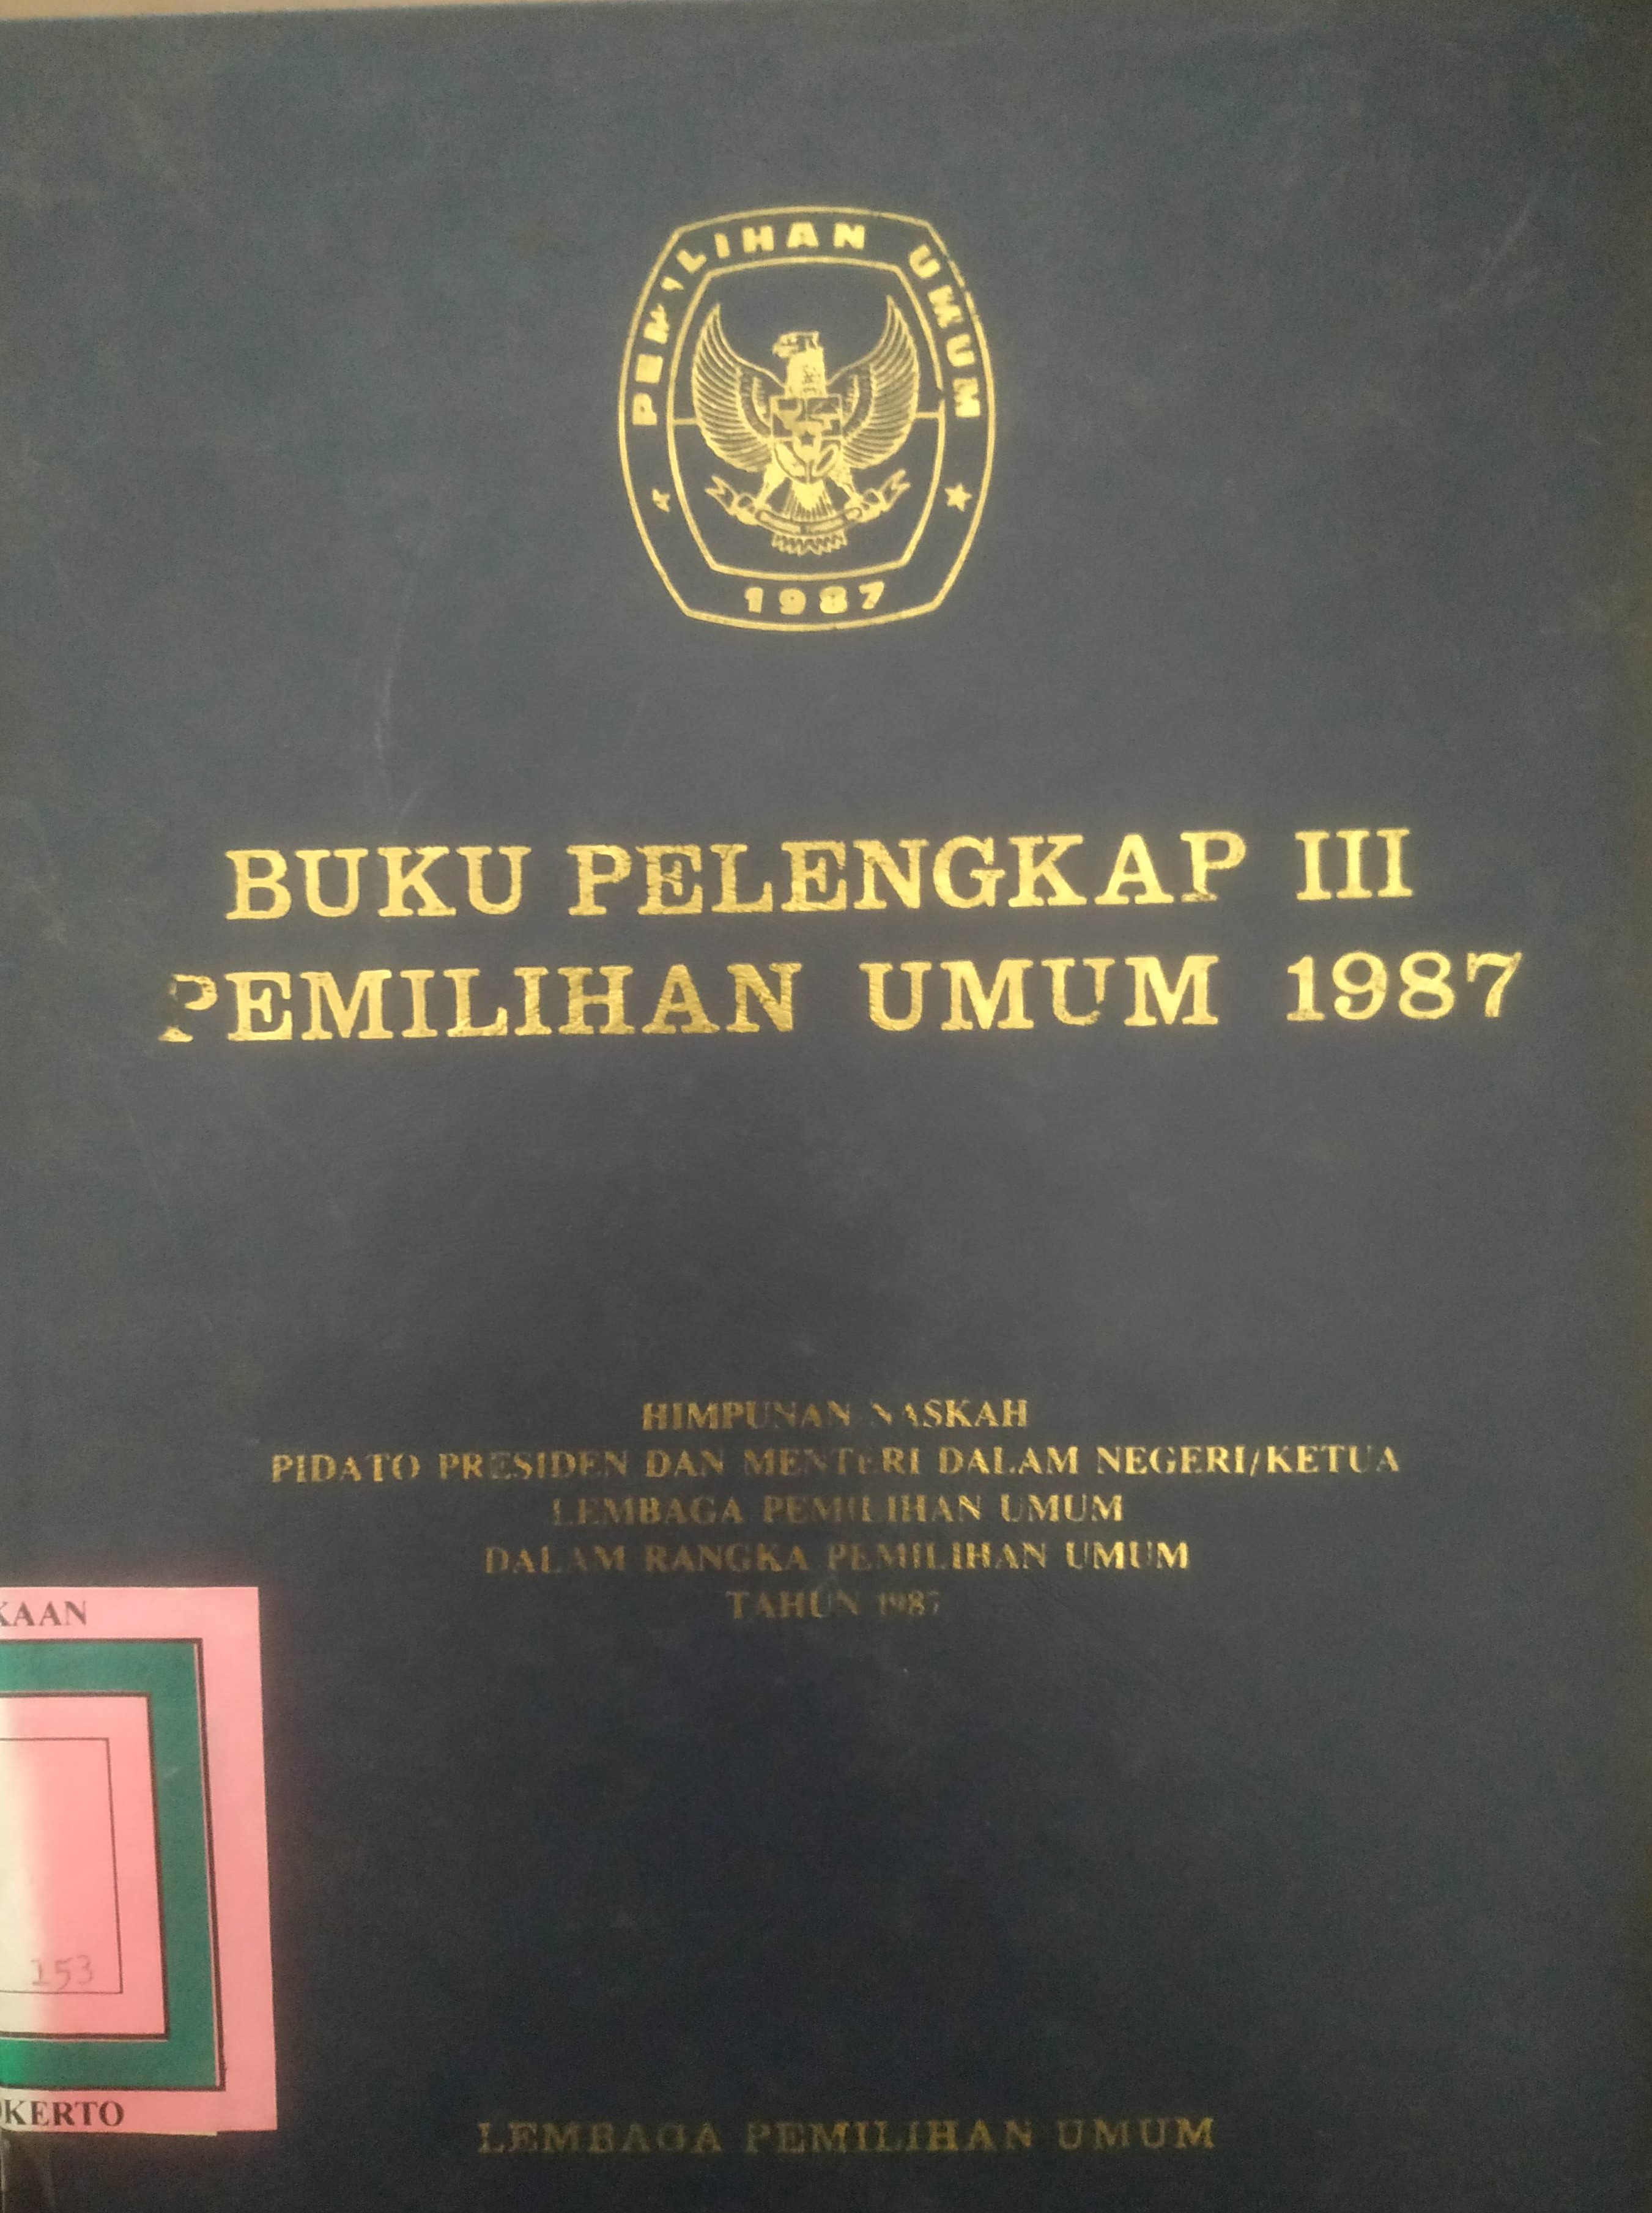 PEMILIHAN UMUM
1987
BUKU PELENGKAP III
PEMILIHAN UMUM 1987
HIMPUNAN NASKAH
PIDATO PRESIDEN DAN MENTERI DALAM NEGERI/KETUA
LEMBAGA PEMILIHAN UMUM
DALAM RANGKA PEMILIHAN UMUM
TAHUN 1987
KAAN
153
OKERTO
LEMBAGA PEMILIHAN UMUM